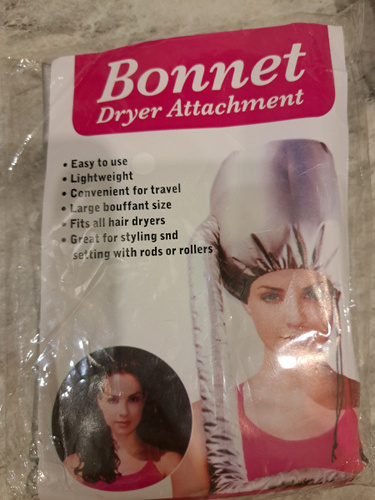 Bonnet
Dryer Attachment
• Easy to use
• Lightweight
• Convenient for travel
• Large bouffant size
• Fits all hair dryers
• Great for styling snd
setting with rods or rollers